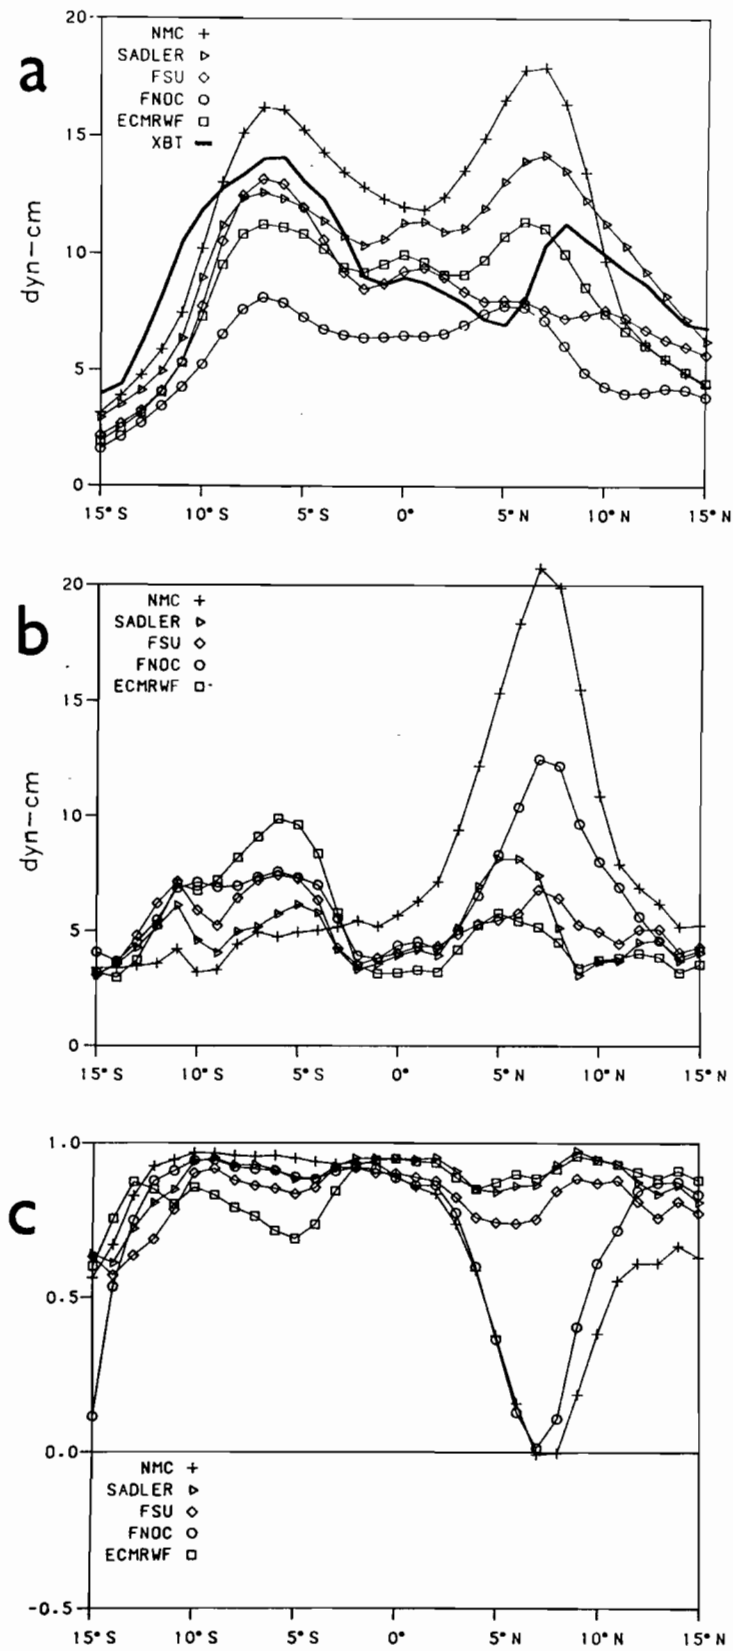 a
20
NMC +
SADLER ▷
FSU ◇
FNOC ○
ECMRWF □
XBT —
15
10
5
0
dyn-cm
15°S 10°S 5°S 0° 5°N 10°N 15°N
b
20
NMC +
SADLER ▷
FSU ◇
FNOC ○
ECMRWF □
15
10
5
0
dyn-cm
15°S 10°S 5°S 0° 5°N 10°N 15°N
c
1.0
0.5
0.0
NMC +
SADLER ▷
FSU ◇
FNOC ○
ECMRWF □
-0.5
15°S 10°S 5°S 0° 5°N 10°N 15°N